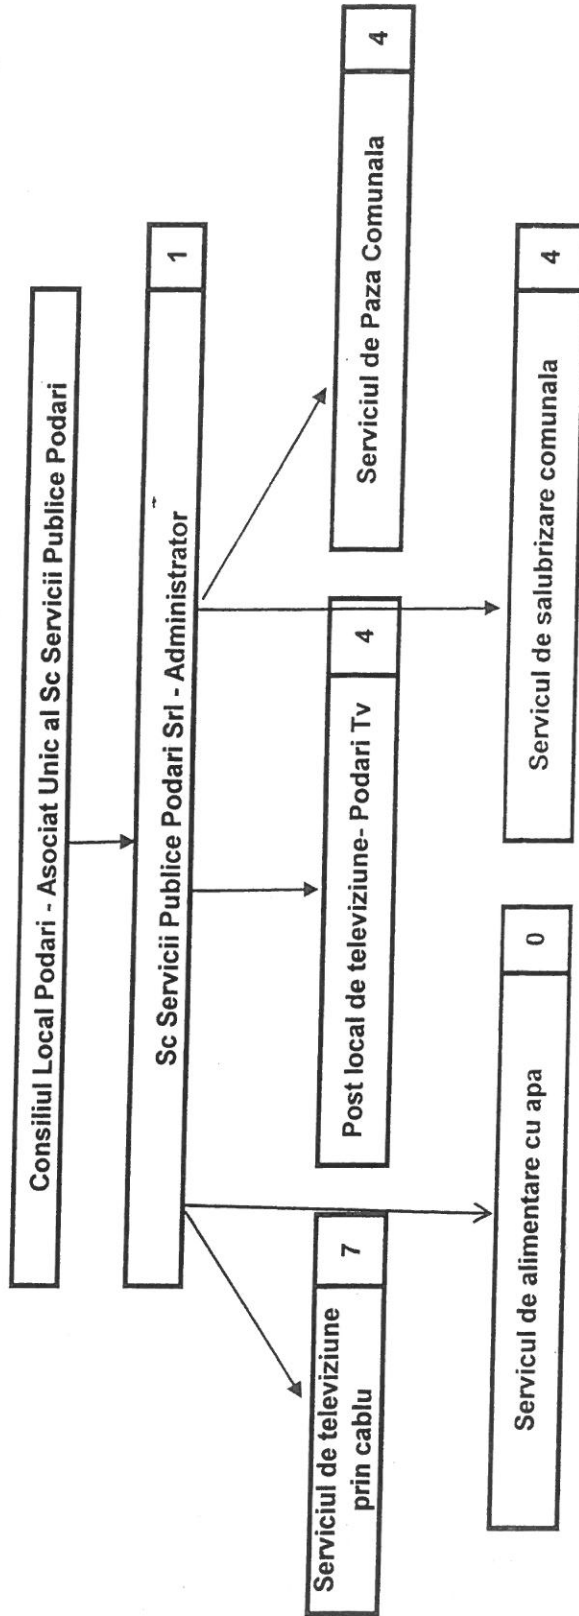 Consiliul Local Podari - Asociat Unic al Sc Servicii Publice Podari
Sc Servicii Publice Podari Srl - Administrator
1
Serviciul de televiziune
prin cablu
7
Post local de televiziune- Podari Tv
4
Serviciul de Paza Comunala
4
Servicul de alimentare cu apa
0
Servicul de salubrizare comunala
4